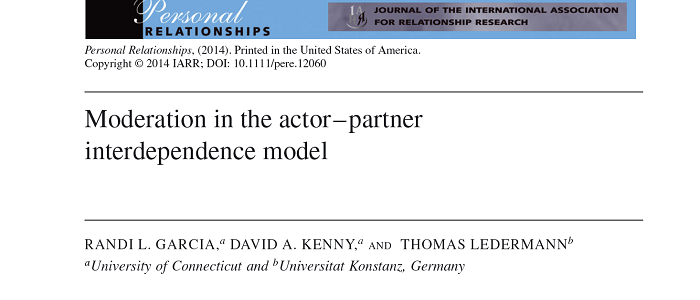 Personal
RELATIONSHIPS
JOURNAL OF THE INTERNATIONAL ASSOCIATION
FOR RELATIONSHIP RESEARCH
Personal Relationships, (2014). Printed in the United States of America.
Copyright © 2014 IARR; DOI: 10.1111/pere.12060
Moderation in the actor–partner
interdependence model
RANDI L. GARCIA,a DAVID A. KENNY,a AND THOMAS LEDERMANNb
aUniversity of Connecticut and bUniversitat Konstanz, Germany